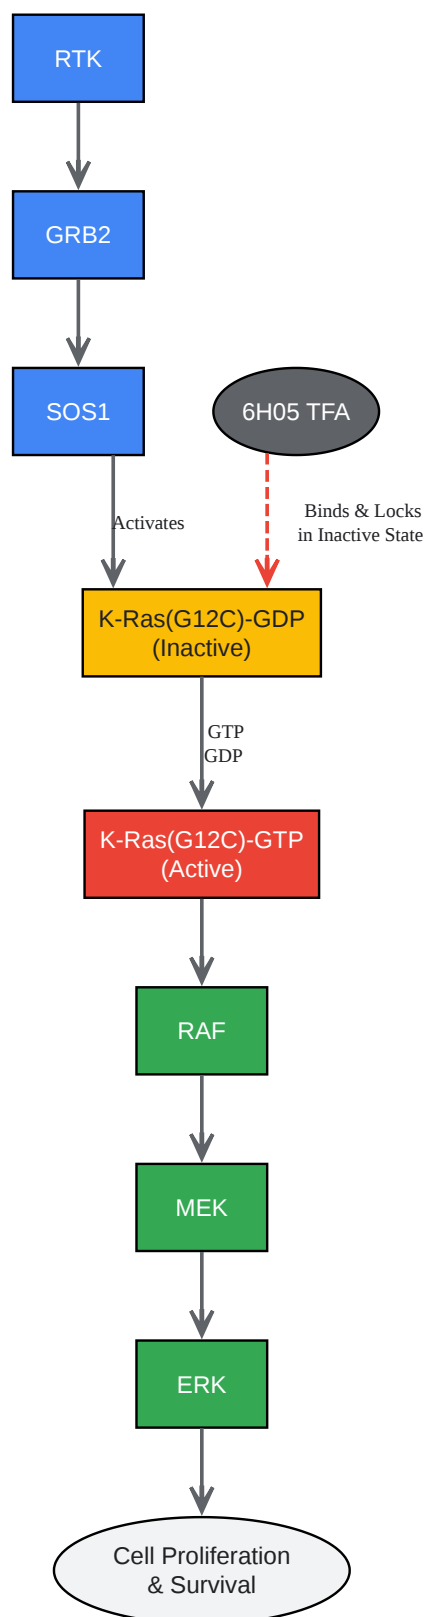 RTK
GRB2
SOS1
6H05 TFA
Activates
Binds & Locks
in Inactive State
K-Ras(G12C)-GDP
(Inactive)
GTP
GDP
K-Ras(G12C)-GTP
(Active)
RAF
MEK
ERK
Cell Proliferation
& Survival